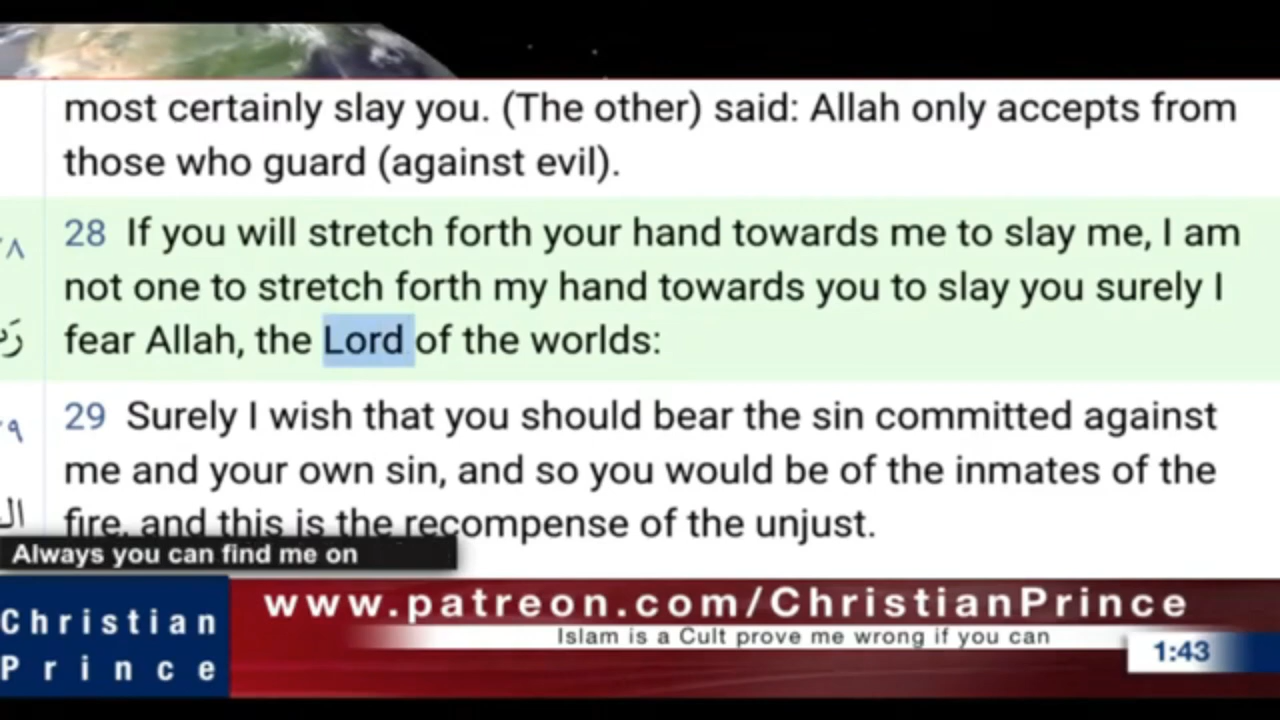 most certainly slay you. (The other) said: Allah only accepts from
those who guard (against evil).
28 If you will stretch forth your hand towards me to slay me, I am
not one to stretch forth my hand towards you to slay you surely I
fear Allah, the Lord of the worlds:
29 Surely I wish that you should bear the sin committed against
me and your own sin, and so you would be of the inmates of the
fire, and this is the recompense of the unjust.
Always you can find me on
Christian
Prince
www.patreon.com/ChristianPrince
Islam is a Cult prove me wrong if you can
1:43